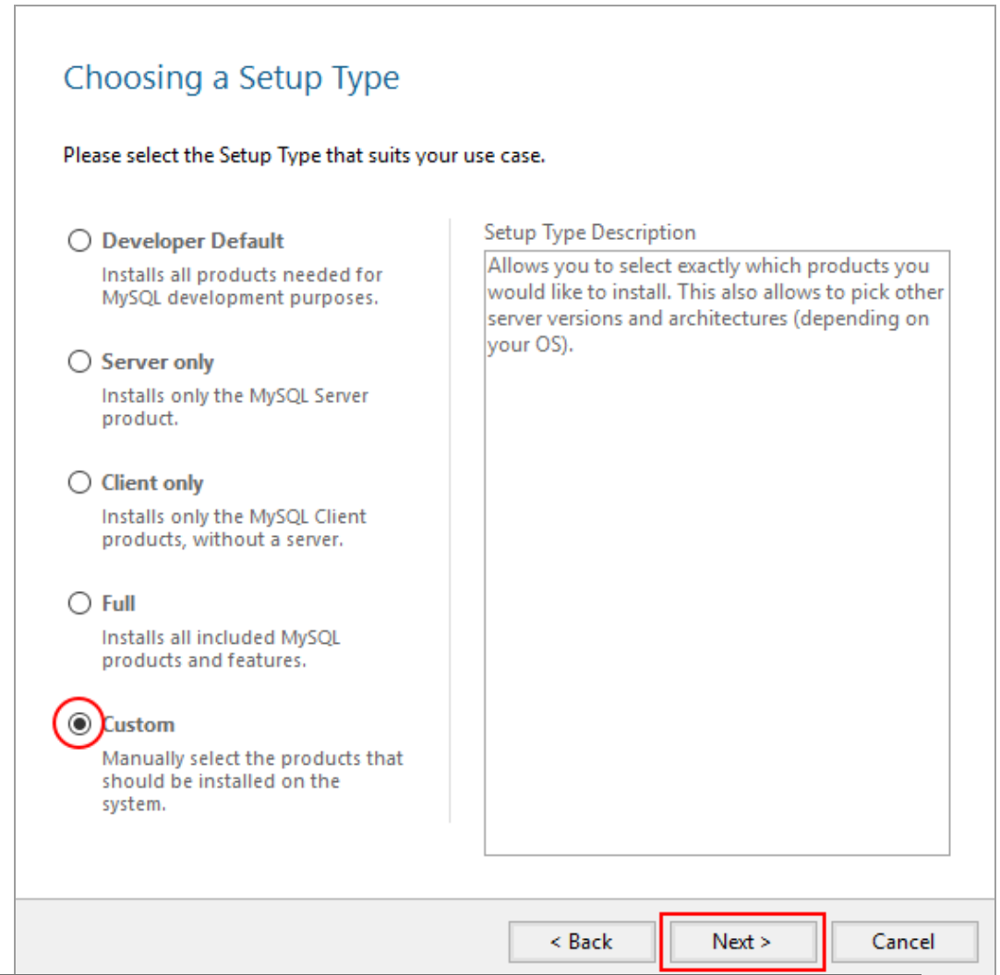 Choosing a Setup Type
Please select the Setup Type that suits your use case.
Developer Default
Installs all products needed for
MySQL development purposes.
Server only
Installs only the MySQL Server
product.
Client only
Installs only the MySQL Client
products, without a server.
Full
Installs all included MySQL
products and features.
Custom
Manually select the products that
should be installed on the
system.
Setup Type Description
Allows you to select exactly which products you
would like to install. This also allows to pick other
server versions and architectures (depending on
your OS).
< Back
Next >
Cancel